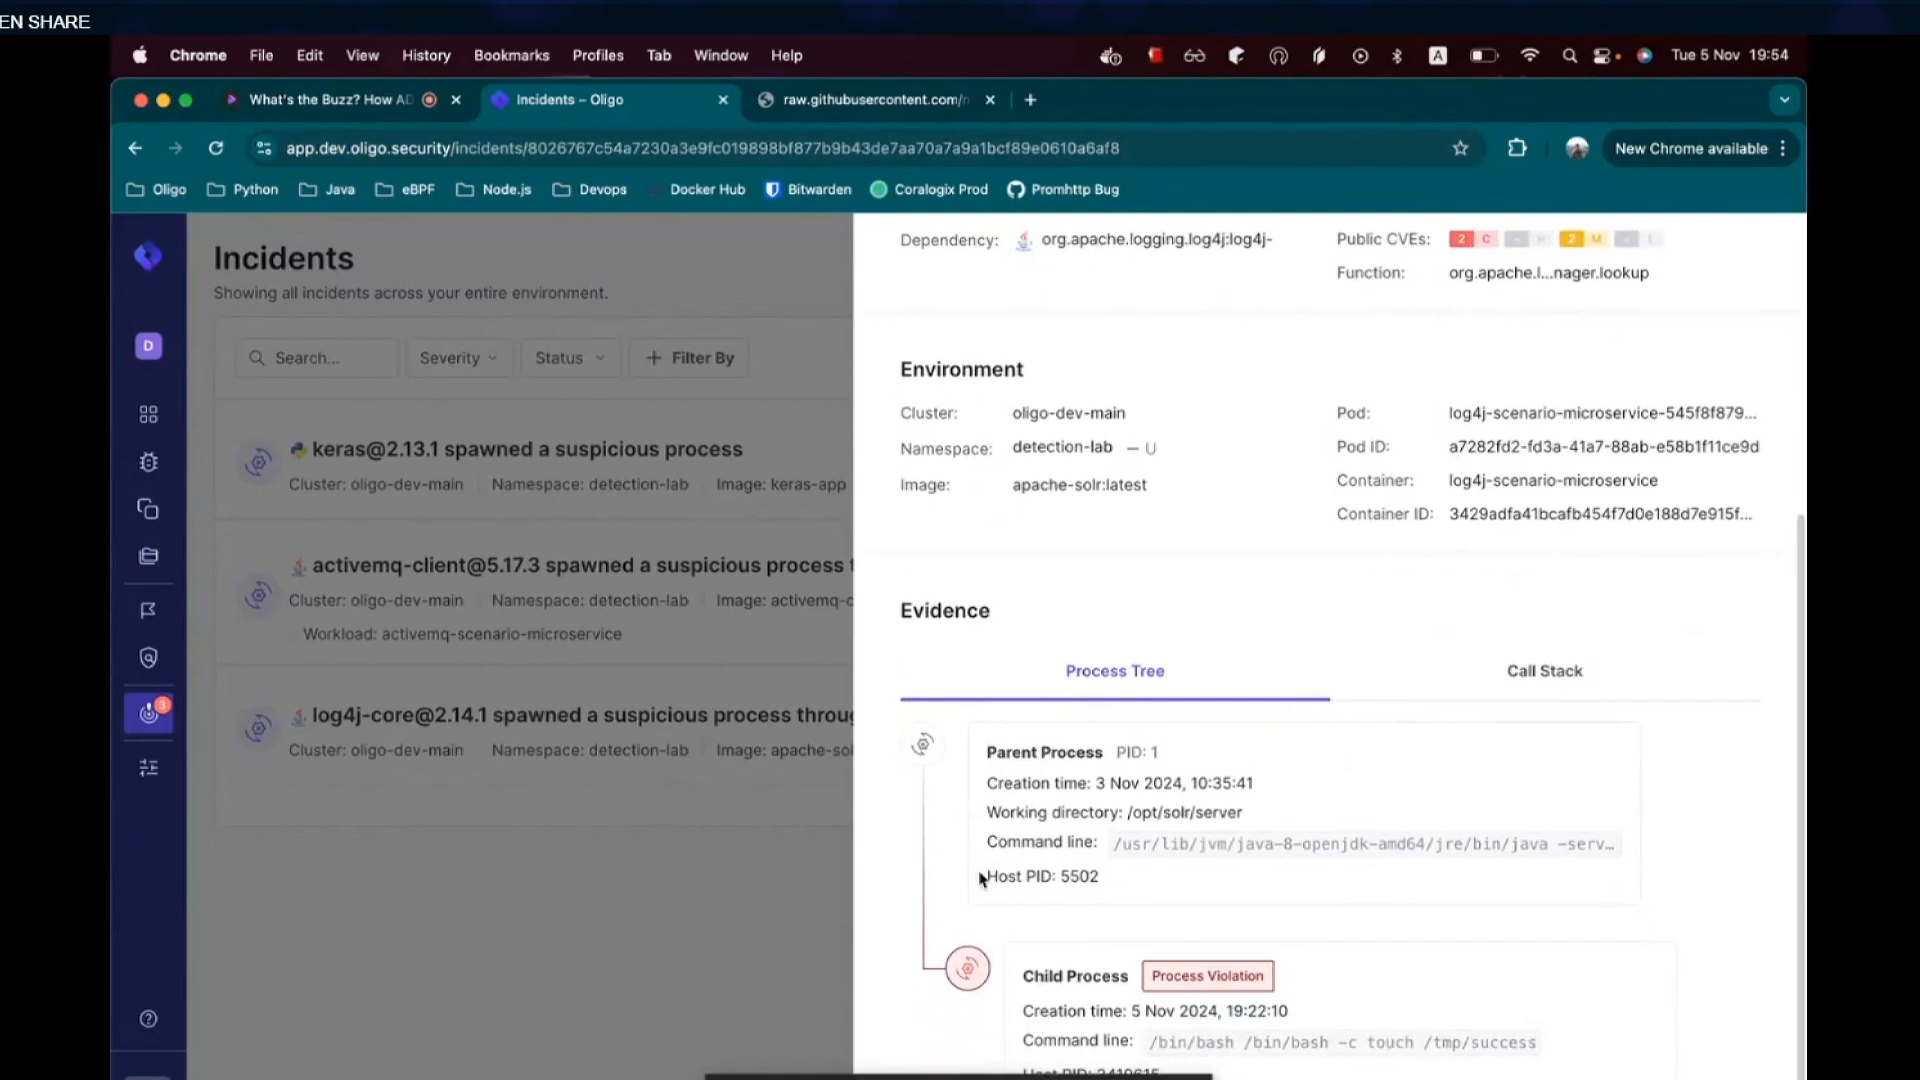 EN SHARE
Chrome File Edit View History Bookmarks Profiles Tab Window Help A Tue 5 Nov 19:54
What's the Buzz? How AD Incidents – Oligo raw.githubusercontent.com/r
app.dev.oligo.security/incidents/8026767c54a7230a3e9fc019898bf877b9b43de7aa70a7a9a1bcf89e0610a6af8 New Chrome available
Oligo Python Java eBPF Node.js Devops Docker Hub Bitwarden Coralogix Prod Promhttp Bug
Incidents
Showing all incidents across your entire environment.
D
Search... Severity Status + Filter By
keras@2.13.1 spawned a suspicious process
Cluster: oligo-dev-main Namespace: detection-lab Image: keras-app
activemq-client@5.17.3 spawned a suspicious process t
Cluster: oligo-dev-main Namespace: detection-lab Image: activemq-c
Workload: activemq-scenario-microservice
log4j-core@2.14.1 spawned a suspicious process throu
Cluster: oligo-dev-main Namespace: detection-lab Image: apache-sol
3
Dependency: org.apache.logging.log4j:log4j-
Public CVEs: 2 C – H 2 M – L
Function: org.apache.l...nager.lookup
Environment
Cluster: oligo-dev-main
Namespace: detection-lab – U
Image: apache-solr:latest
Pod: log4j-scenario-microservice-545f8f879...
Pod ID: a7282fd2-fd3a-41a7-88ab-e58b1f11ce9d
Container: log4j-scenario-microservice
Container ID: 3429adfa41bcafb454f7d0e188d7e915f...
Evidence
Process Tree Call Stack
Parent Process PID: 1
Creation time: 3 Nov 2024, 10:35:41
Working directory: /opt/solr/server
Command line: /usr/lib/jvm/java-8-openjdk-amd64/jre/bin/java -serv…
Host PID: 5502
Child Process Process Violation
Creation time: 5 Nov 2024, 19:22:10
Command line: /bin/bash /bin/bash -c touch /tmp/success
Host PID: